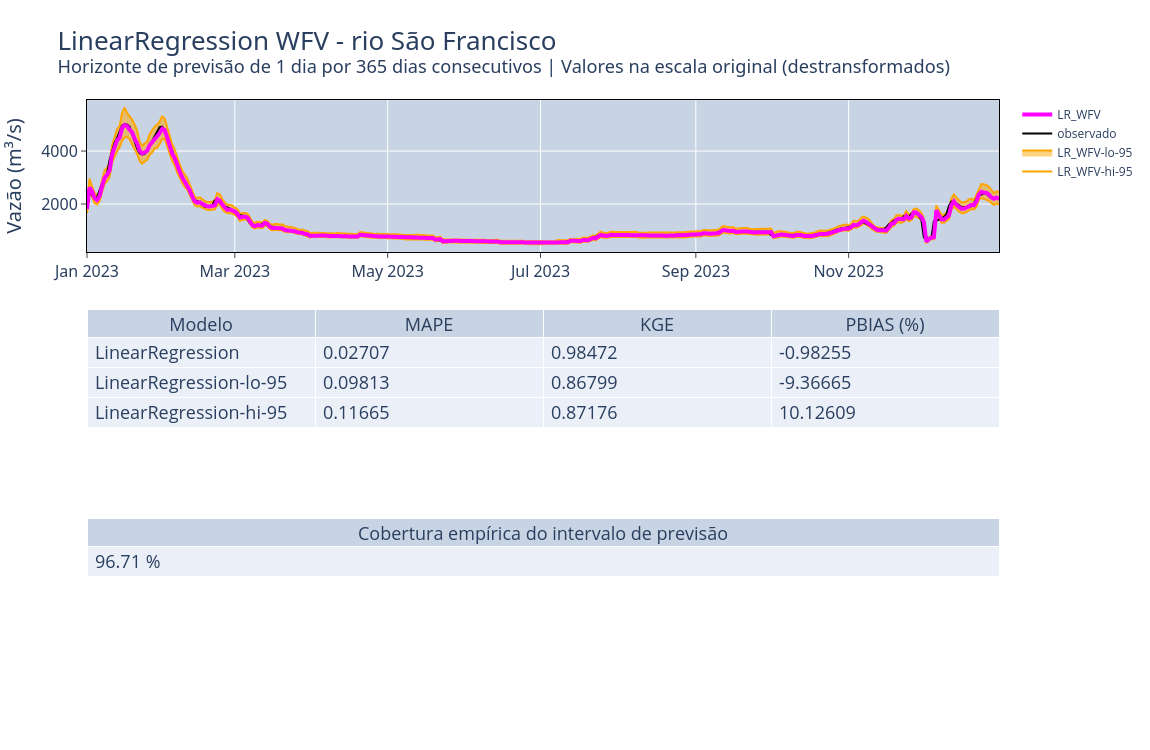 LinearRegression WFV - rio São Francisco
Horizonte de previsão de 1 dia por 365 dias consecutivos | Valores na escala original (destransformados)
Vazão (m³/s)
4000
2000
Jan 2023 Mar 2023 May 2023 Jul 2023 Sep 2023 Nov 2023
LR_WFV
observado
LR_WFV-lo-95
LR_WFV-hi-95
Modelo MAPE KGE PBIAS (%)
LinearRegression 0.02707 0.98472 -0.98255
LinearRegression-lo-95 0.09813 0.86799 -9.36665
LinearRegression-hi-95 0.11665 0.87176 10.12609
Cobertura empírica do intervalo de previsão
96.71 %